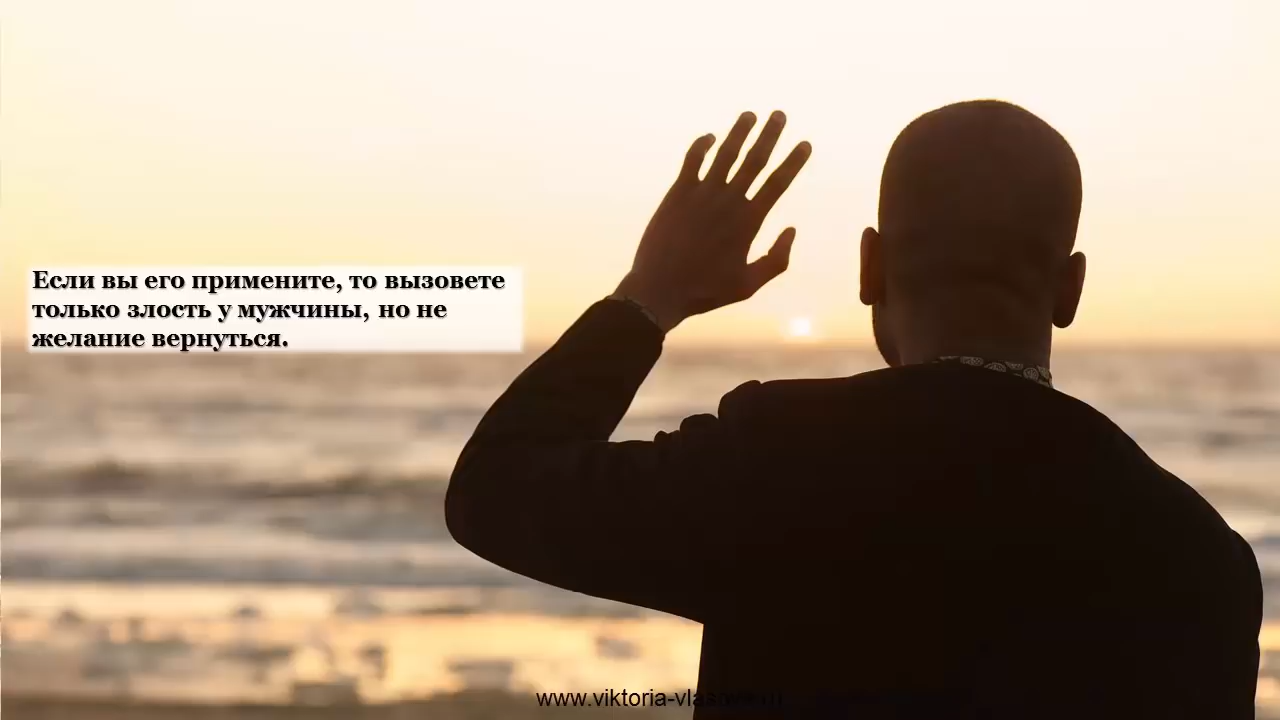 Если вы его примените, то вызовете
только злость у мужчины, но не
желание вернуться.